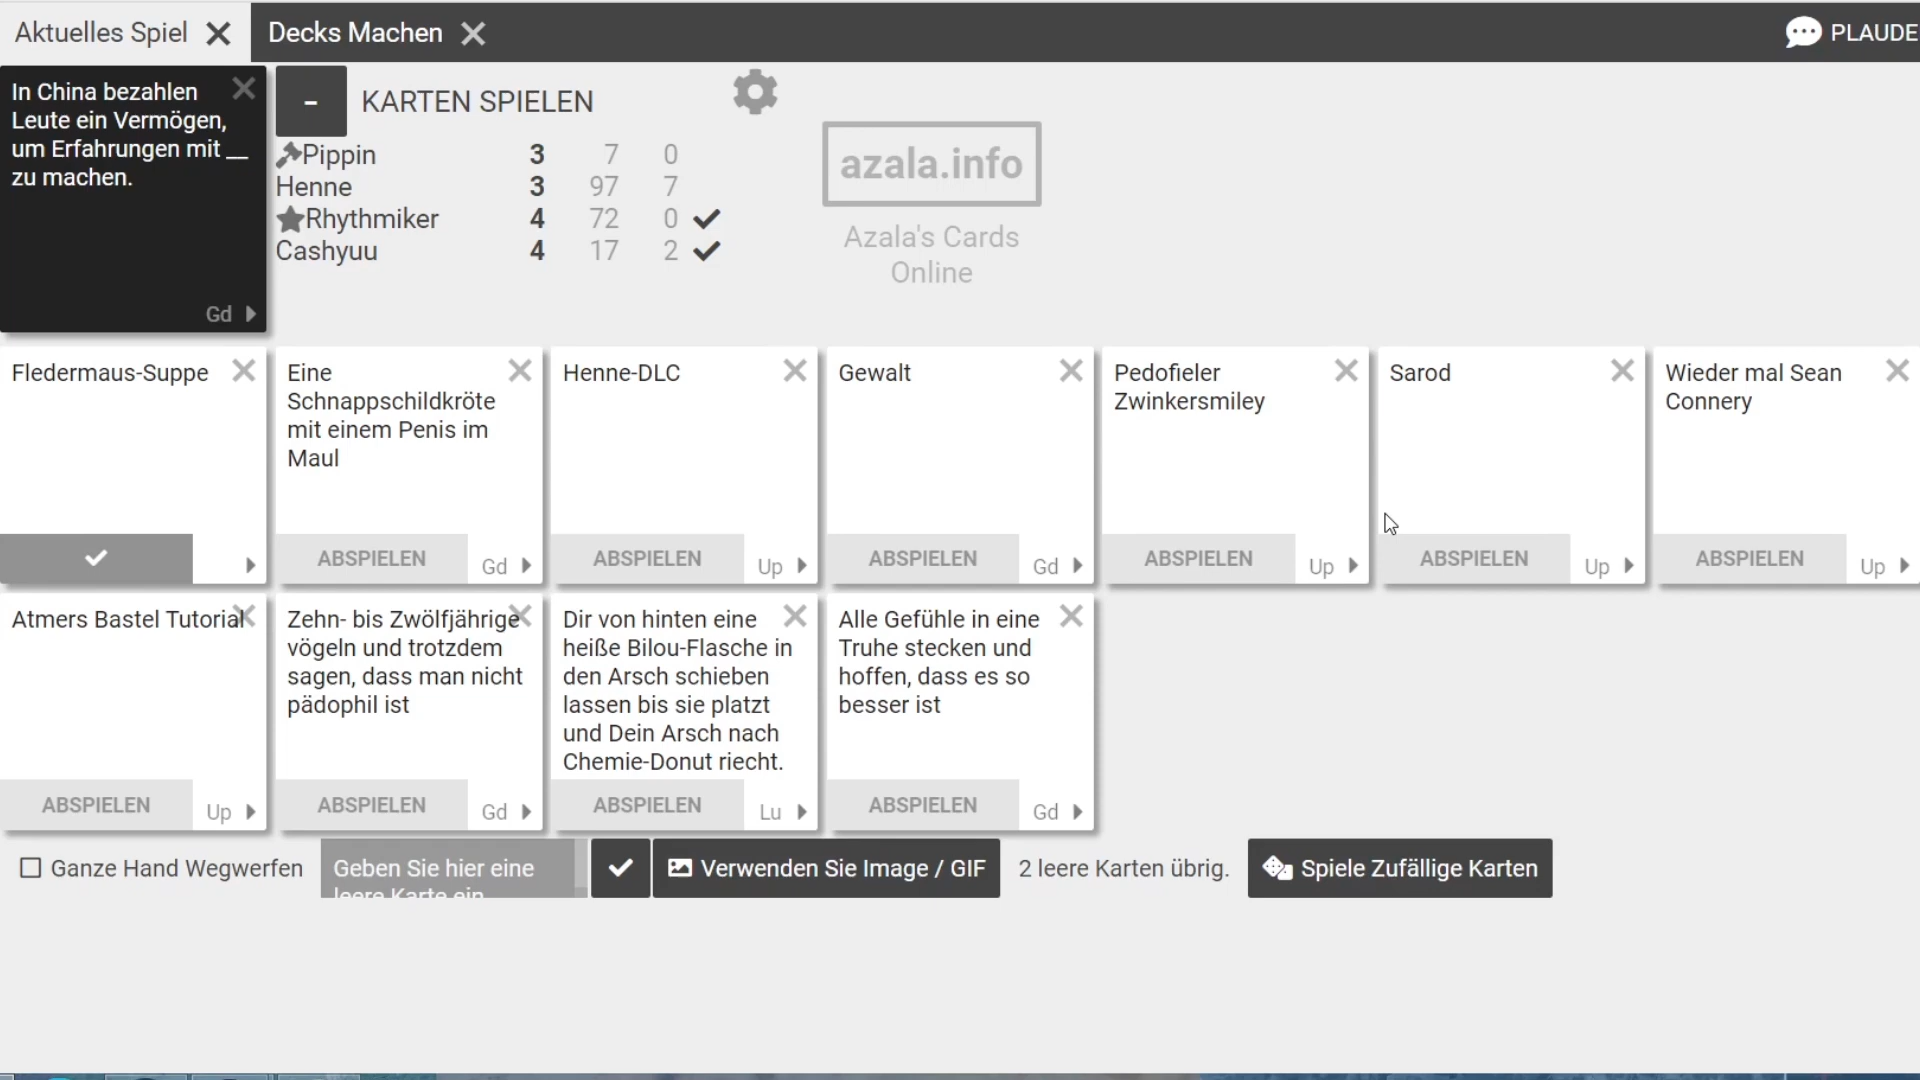 Aktuelles Spiel
Decks Machen
PLAUDE
In China bezahlen
Leute ein Vermögen,
um Erfahrungen mit __
zu machen.
Gd
-
KARTEN SPIELEN
Pippin 3 7 0
Henne 3 97 7
Rhythmiker 4 72 0
Cashyuu 4 17 2
azala.info
Azala's Cards
Online
Fledermaus-Suppe
Eine
Schnappschildkröte
mit einem Penis im
Maul
ABSPIELEN
Gd
Henne-DLC
ABSPIELEN
Up
Gewalt
ABSPIELEN
Gd
Pedofieler
Zwinkersmiley
ABSPIELEN
Up
Sarod
ABSPIELEN
Up
Wieder mal Sean
Connery
ABSPIELEN
Up
Atmers Bastel Tutorial
ABSPIELEN
Up
Zehn- bis Zwölfjährige
vögeln und trotzdem
sagen, dass man nicht
pädophil ist
ABSPIELEN
Gd
Dir von hinten eine
heiße Bilou-Flasche in
den Arsch schieben
lassen bis sie platzt
und Dein Arsch nach
Chemie-Donut riecht.
ABSPIELEN
Lu
Alle Gefühle in eine
Truhe stecken und
hoffen, dass es so
besser ist
ABSPIELEN
Gd
Ganze Hand Wegwerfen
Geben Sie hier eine
leere Karte ein
Verwenden Sie Image / GIF
2 leere Karten übrig.
Spiele Zufällige Karten